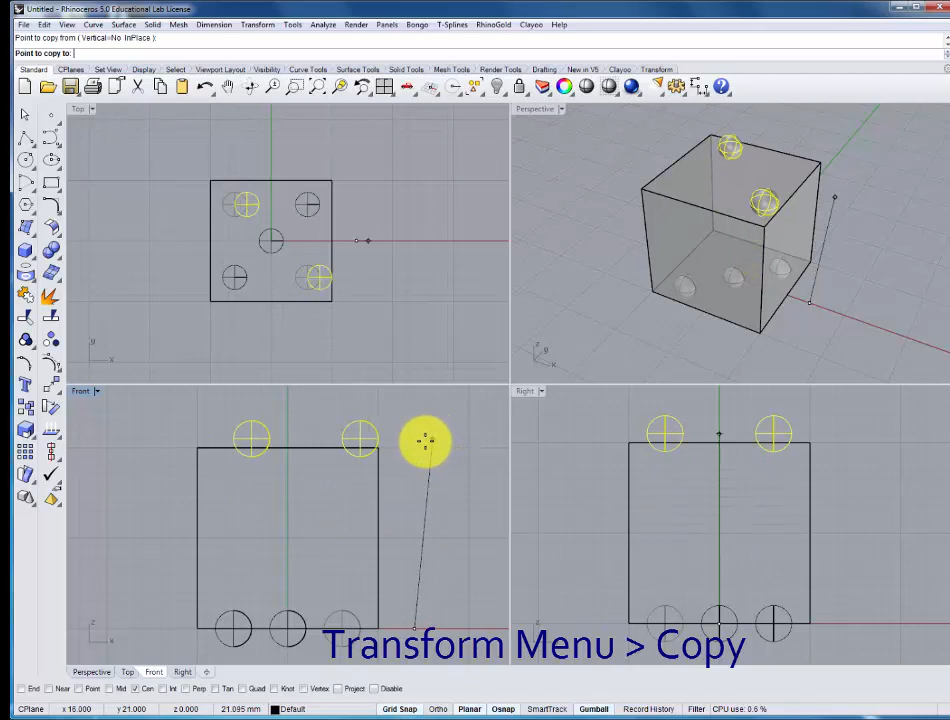 Untitled - Rhinoceros 5.0 Educational Lab License
File Edit View Curve Surface Solid Mesh Dimension Transform Tools Analyze Render Panels Bongo T-Splines RhinoGold Clayoo Help
Point to copy from ( Vertical=No InPlace ):
Point to copy to:
Standard CPlanes Set View Display Select Viewport Layout Visibility Curve Tools Surface Tools Solid Tools Mesh Tools Render Tools Drafting New in V5 Clayoo Transform
Top
Perspective
y
x
z
y
x
Front
Right
z
x
z
y
Transform Menu > Copy
Perspective Top Front Right
End Near Point Mid Cen Int Perp Tan Quad Knot Vertex Project Disable
CPlane x 16.000 y 21.000 z 0.000 21.095 mm Default Grid Snap Ortho Planar Osnap SmartTrack Gumball Record History Filter CPU use: 0.6 %